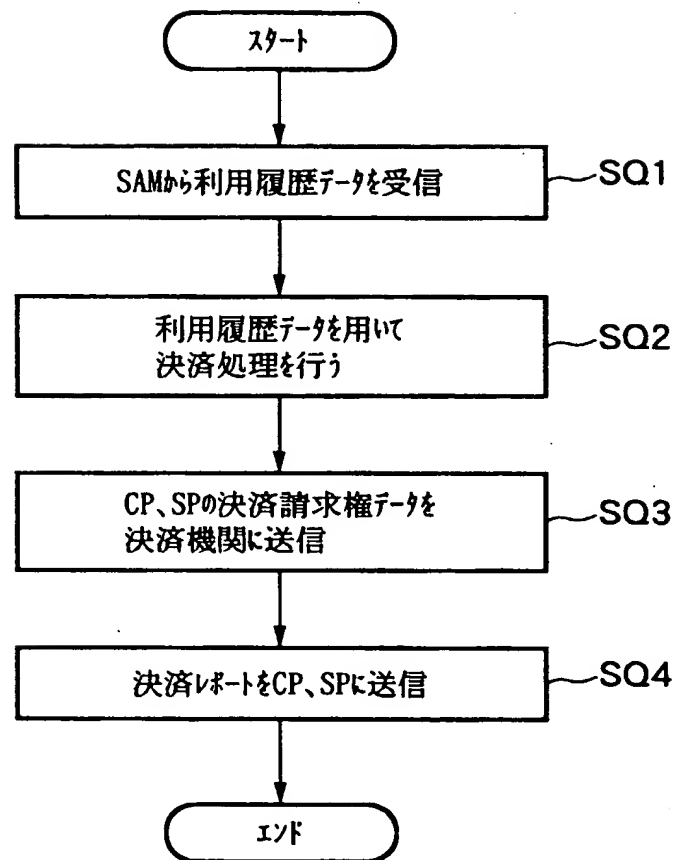 スタート
SAMから利用履歴データを受信
SQ1
利用履歴データを用いて
決済処理を行う
SQ2
CP、SPの決済請求権データを
決済機関に送信
SQ3
決済レポートをCP、SPに送信
SQ4
エンド